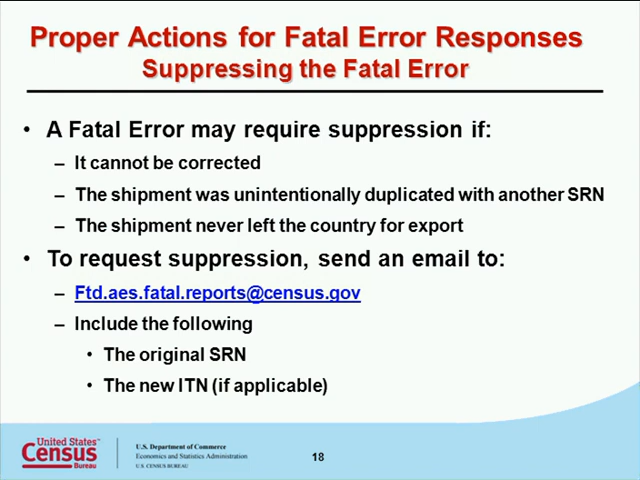 Proper Actions for Fatal Error Responses
Suppressing the Fatal Error
• A Fatal Error may require suppression if:
– It cannot be corrected
– The shipment was unintentionally duplicated with another SRN
– The shipment never left the country for export
• To request suppression, send an email to:
– Ftd.aes.fatal.reports@census.gov
– Include the following
• The original SRN
• The new ITN (if applicable)
United States™
Census
Bureau
U.S. Department of Commerce
Economics and Statistics Administration
U.S. CENSUS BUREAU
18